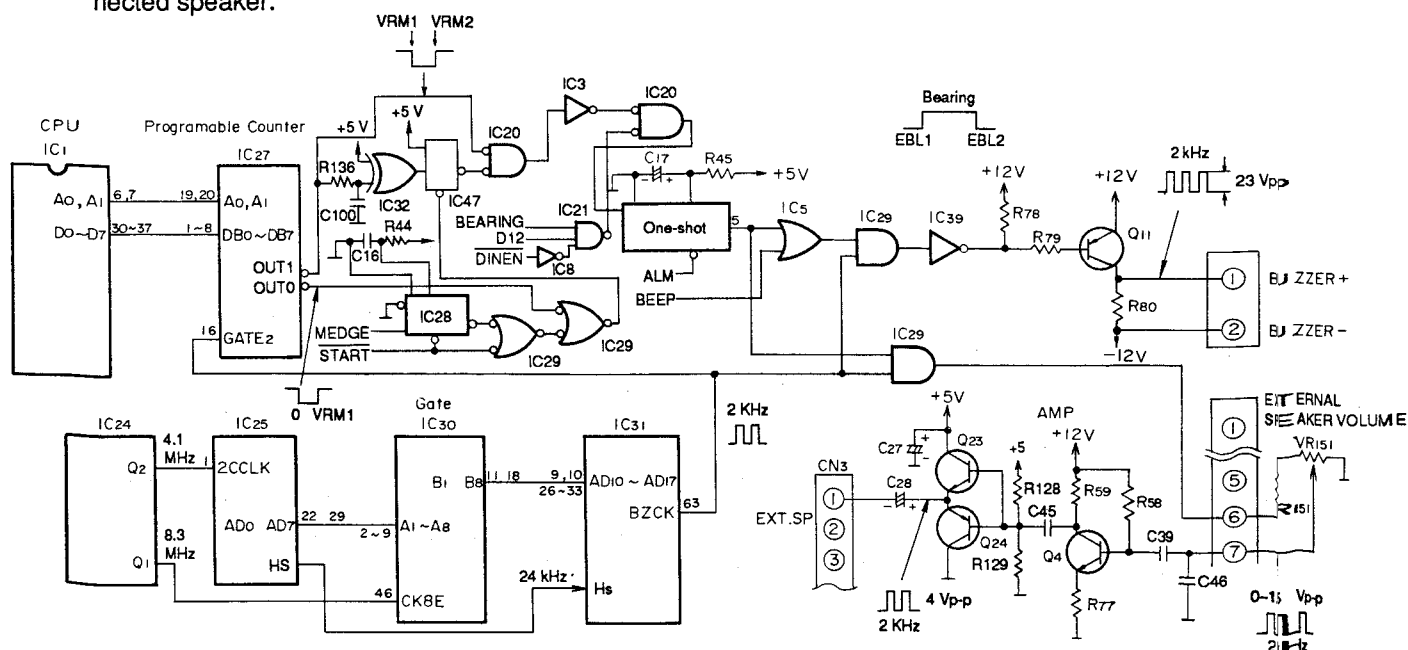 nected speaker.
VRM1 VRM2
CPU
IC1
Programable Counter
IC27
A0, A1 6,7 19,20 A0, A1
D0~D7 30~37 1~8 DB0~DB7
OUT1
OUT0
16 GATE2
0 VRM1
+5V
R136
C100
IC32
+5 V
IC47
IC20
IC3
IC20
C16
R44
BEARING
D12
DINEN
IC21
IC8
MEDGE
START
IC28
IC29
IC29
C17
- +
R45
+5V
One-shot
5
ALM
BEEP
IC5
IC29
IC39
Bearing
EBL1 EBL2
+12V
R78
R79
+12V
Q11
R80
-12V
2 kHz
23 Vpp
1 BUZZER+
2 BUZZER-
IC29
IC24
4.1
MHz
Q2
8.3
MHz
Q1
IC25
1 2CCLK
AD0 AD7
22 29
HS
Gate
IC30
B1 B8
2~9 A1~A8
46 CK8E
11 18
9, 10
26~33
24 kHz
IC31
AD10 ~ AD17
BZCK 63
Hs
2 KHz
+5V
C27
+
-
Q23
CN3
1
2
3
EXT.SP
C28
- +
Q24
4 Vp-p
2 KHz
+5
R128
R129
C45
AMP
+12V
R59
R58
Q4
R77
C39
C46
EXTERNAL
SPEAKER VOLUME
1
5
6
7
VR151
R151
0~15 Vp-p